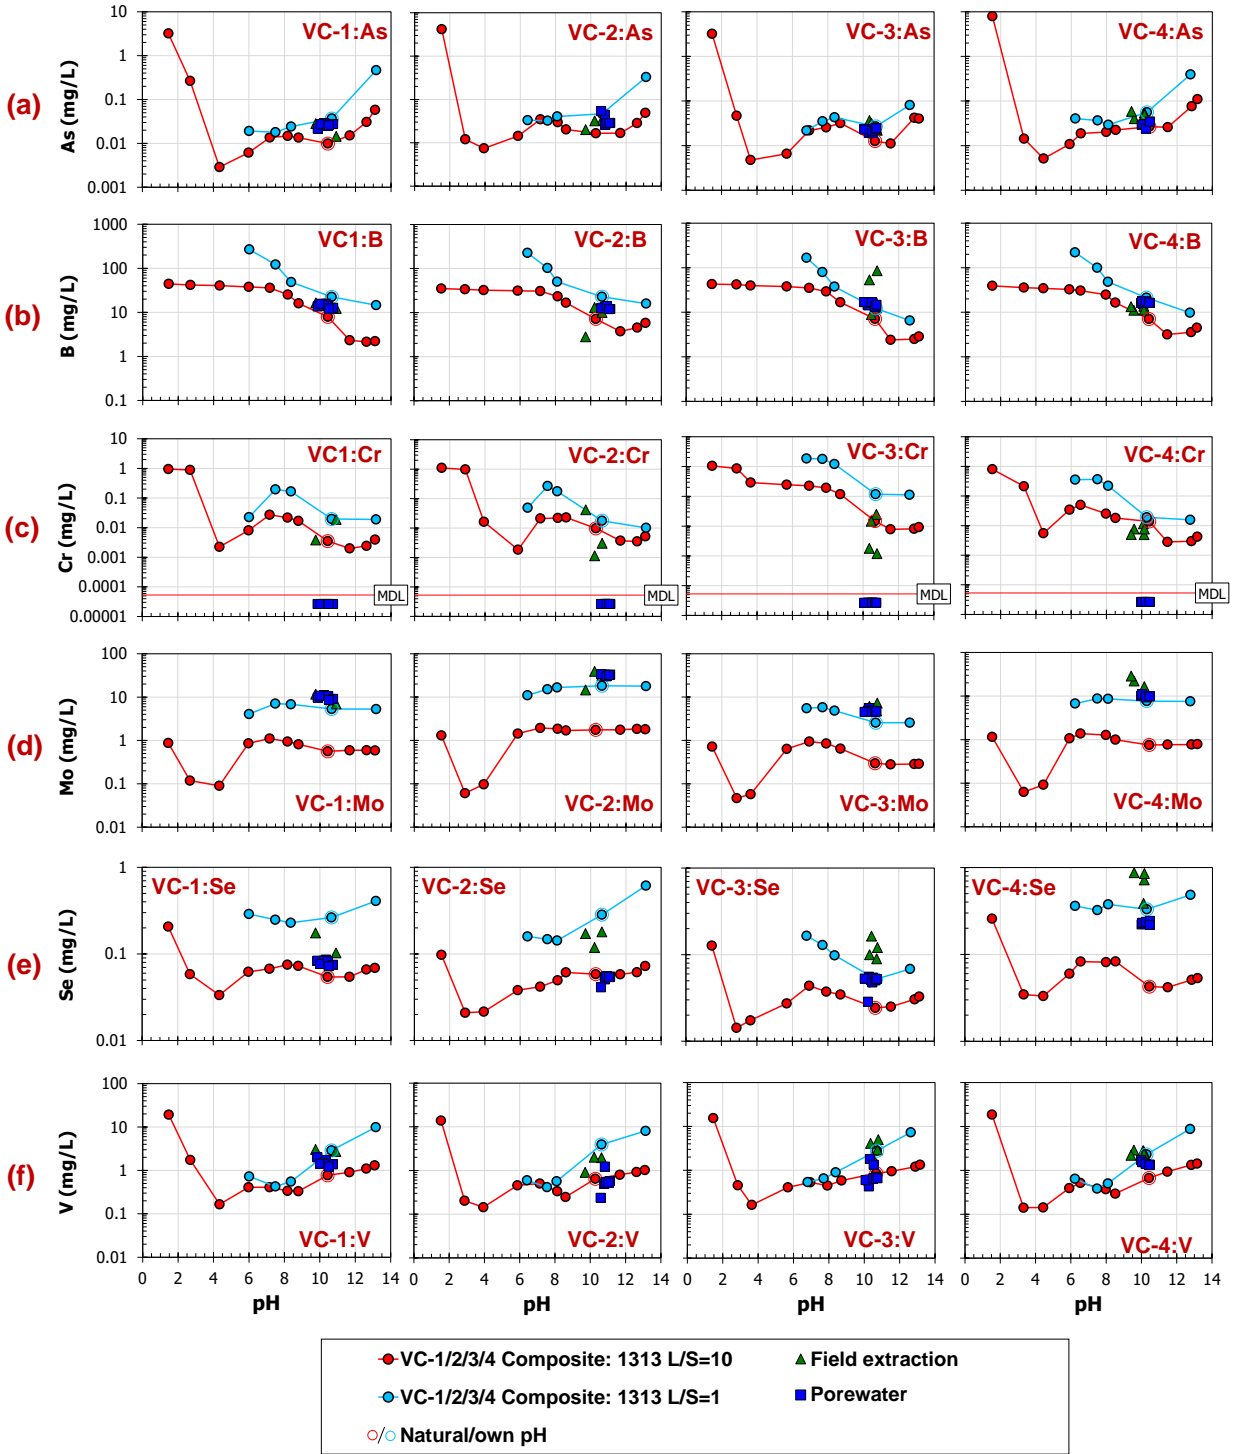 (a)
As (mg/L)
10
1
0.1
0.01
0.001
VC-1:As
VC-2:As
VC-3:As
VC-4:As
(b)
B (mg/L)
1000
100
10
1
0.1
VC1:B
VC-2:B
VC-3:B
VC-4:B
(c)
Cr (mg/L)
10
1
0.1
0.01
0.001
0.0001
0.00001
VC1:Cr
VC-2:Cr
VC-3:Cr
VC-4:Cr
MDL
MDL
MDL
MDL
(d)
Mo (mg/L)
100
10
1
0.1
0.01
VC-1:Mo
VC-2:Mo
VC-3:Mo
VC-4:Mo
(e)
Se (mg/L)
1
0.1
0.01
VC-1:Se
VC-2:Se
VC-3:Se
VC-4:Se
(f)
V (mg/L)
100
10
1
0.1
0.01
VC-1:V
VC-2:V
VC-3:V
VC-4:V
0 2 4 6 8 10 12 14
0 2 4 6 8 10 12 14
0 2 4 6 8 10 12 14
0 2 4 6 8 10 12 14
pH
pH
pH
pH
VC-1/2/3/4 Composite: 1313 L/S=10
Field extraction
VC-1/2/3/4 Composite: 1313 L/S=1
Porewater
/ Natural/own pH